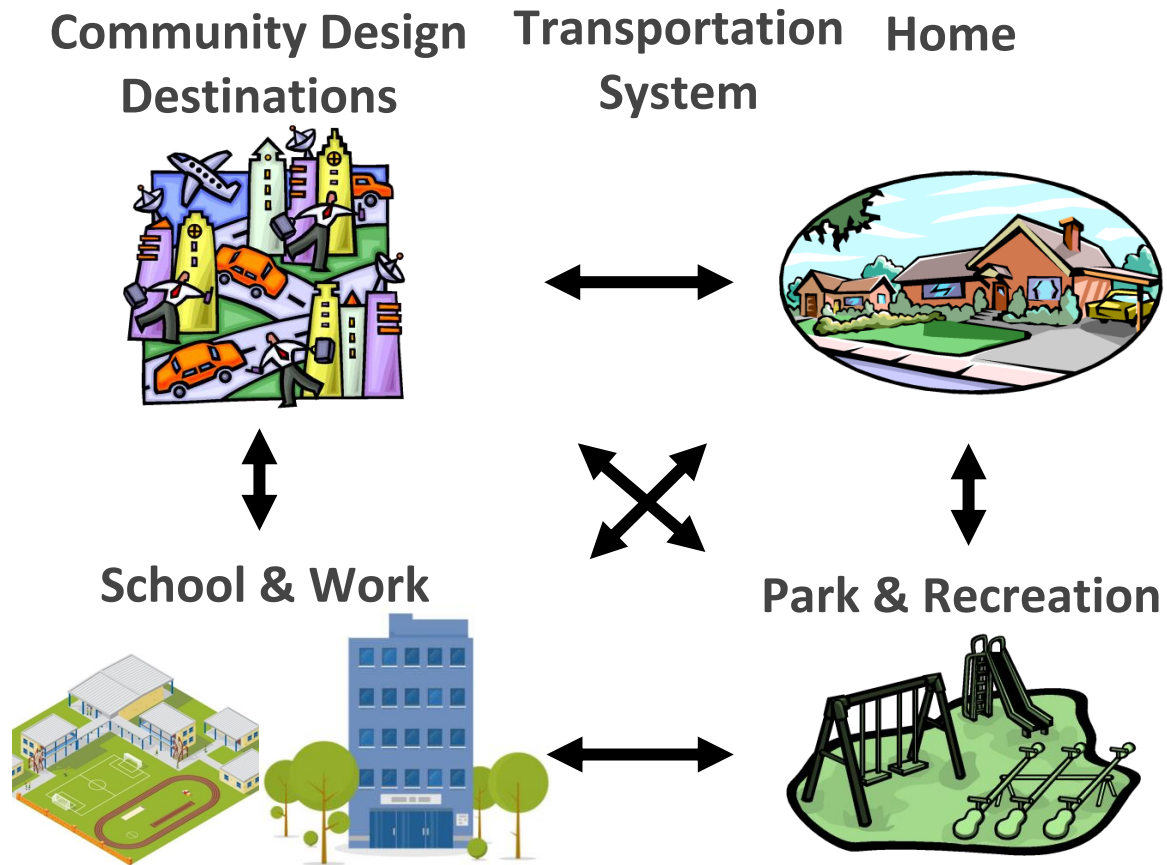 Community Design
Destinations
Transportation
System
Home
School & Work
Park & Recreation